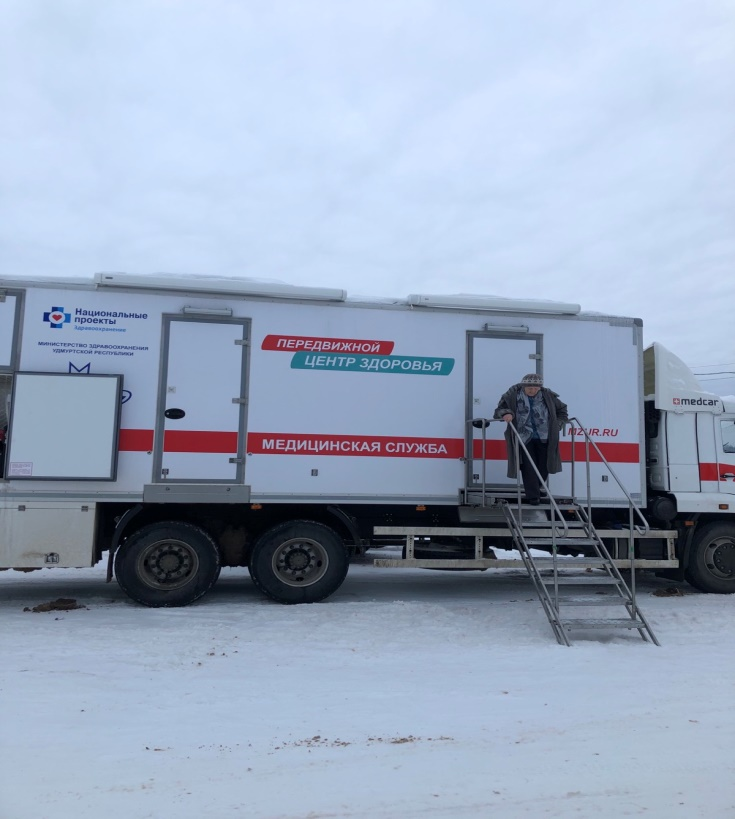 Национальные
проекты
Здравоохранение
МИНИСТЕРСТВО ЗДРАВООХРАНЕНИЯ
УДМУРТСКОЙ РЕСПУБЛИКИ
ПЕРЕДВИЖНОЙ
ЦЕНТР ЗДОРОВЬЯ
МЕДИЦИНСКАЯ СЛУЖБА
MZUR.RU
medcar